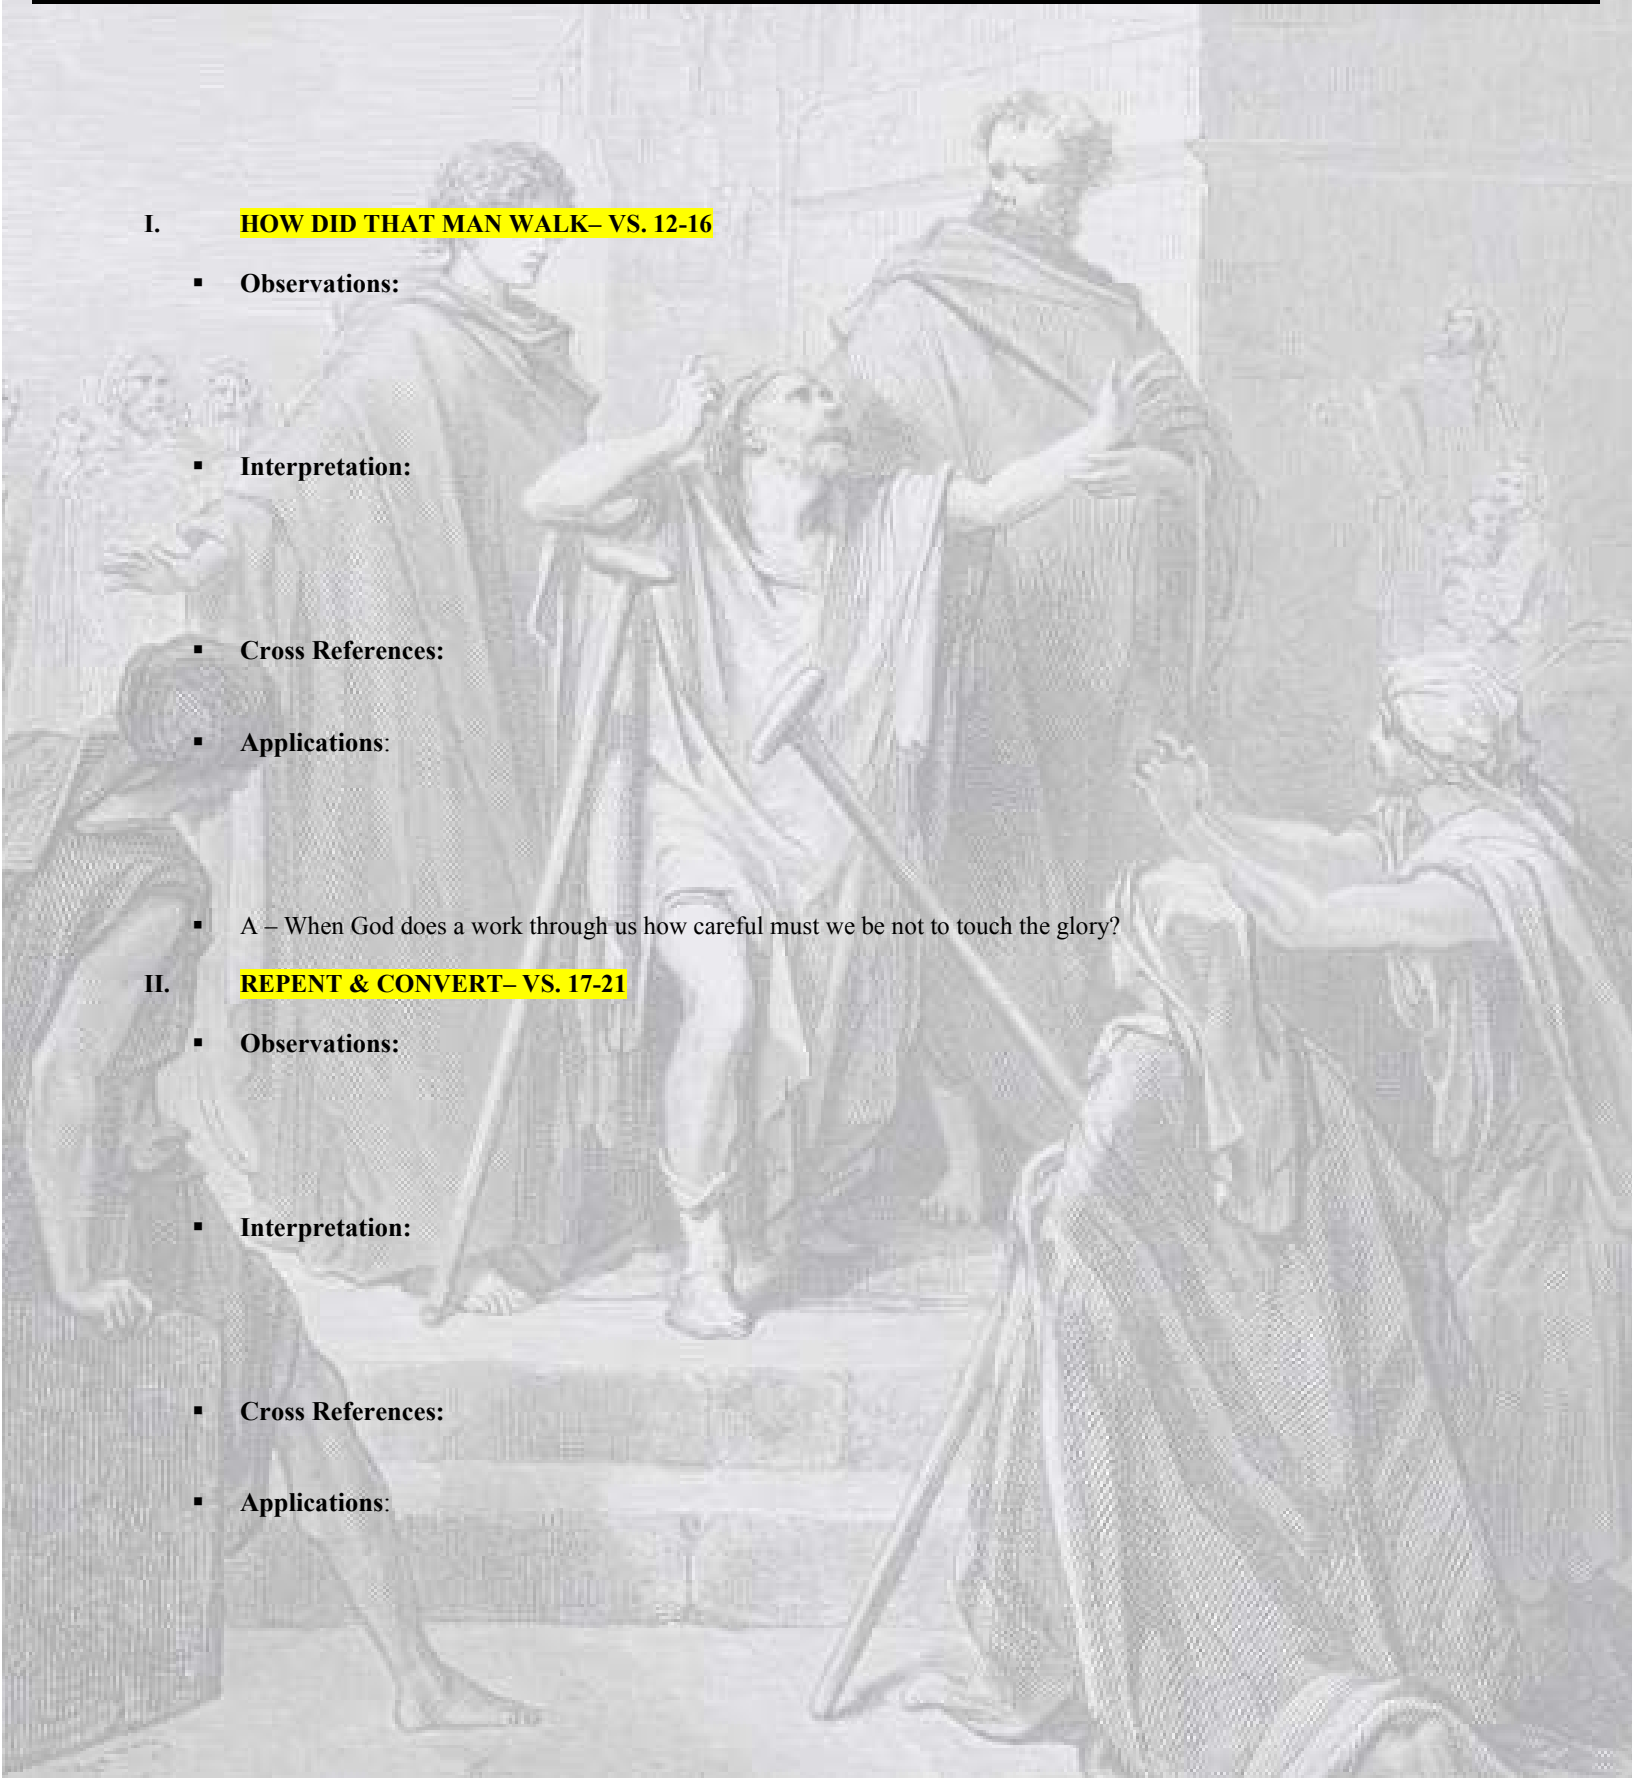 I. HOW DID THAT MAN WALK– VS. 12-16
▪ Observations:
▪ Interpretation:
▪ Cross References:
▪ Applications:
▪ A – When God does a work through us how careful must we be not to touch the glory?
II. REPENT & CONVERT– VS. 17-21
▪ Observations:
▪ Interpretation:
▪ Cross References:
▪ Applications: